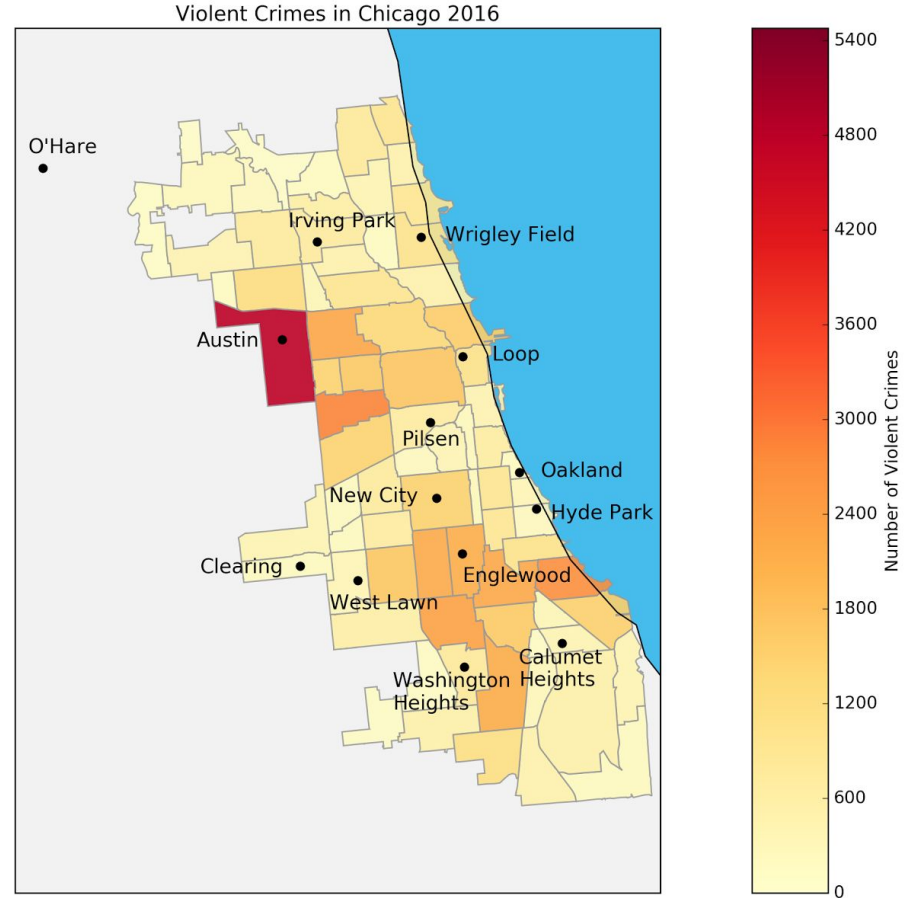 Violent Crimes in Chicago 2016
O'Hare
Irving Park
Wrigley Field
Austin
Loop
Pilsen
Oakland
New City
Hyde Park
Clearing
Englewood
West Lawn
Calumet
Heights
Washington
Heights
5400
4800
4200
3600
3000
2400
1800
1200
600
0
Number of Violent Crimes